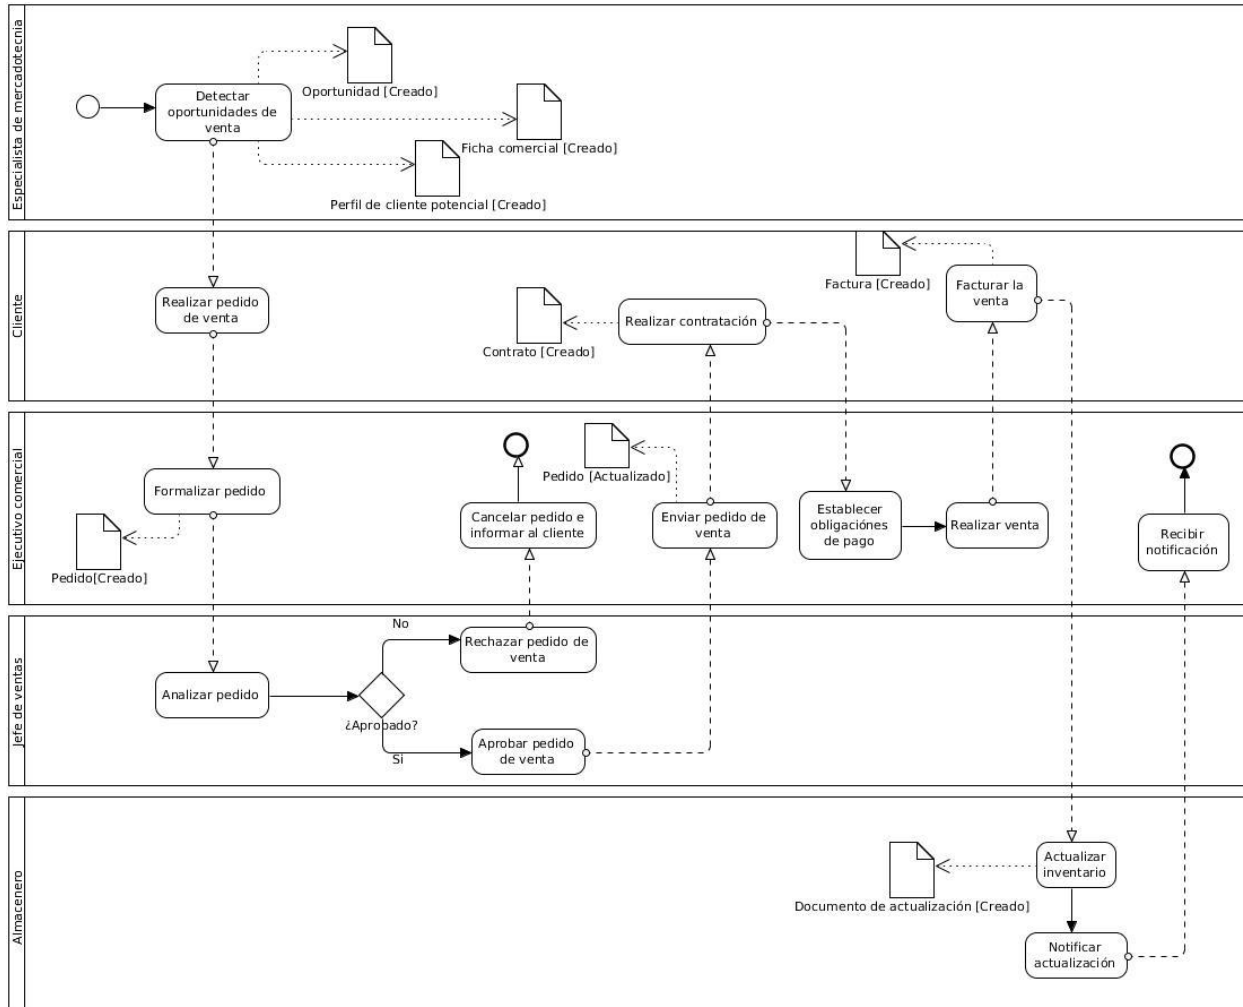 Especialista de mercadotecnia
Detectar
oportunidades de
venta
Oportunidad [Creado]
Ficha comercial [Creado]
Perfil de cliente potencial [Creado]
Cliente
Realizar pedido
de venta
Contrato [Creado]
Realizar contratación
Factura [Creado]
Facturar la
venta
Ejecutivo comercial
Formalizar pedido
Pedido[Creado]
Cancelar pedido e
informar al cliente
Pedido [Actualizado]
Enviar pedido de
venta
Establecer
obligaciónes
de pago
Realizar venta
Recibir
notificación
Jefe de ventas
Analizar pedido
¿Aprobado?
No
Rechazar pedido de
venta
Si
Aprobar pedido
de venta
Almacenero
Actualizar
inventario
Documento de actualización [Creado]
Notificar
actualización